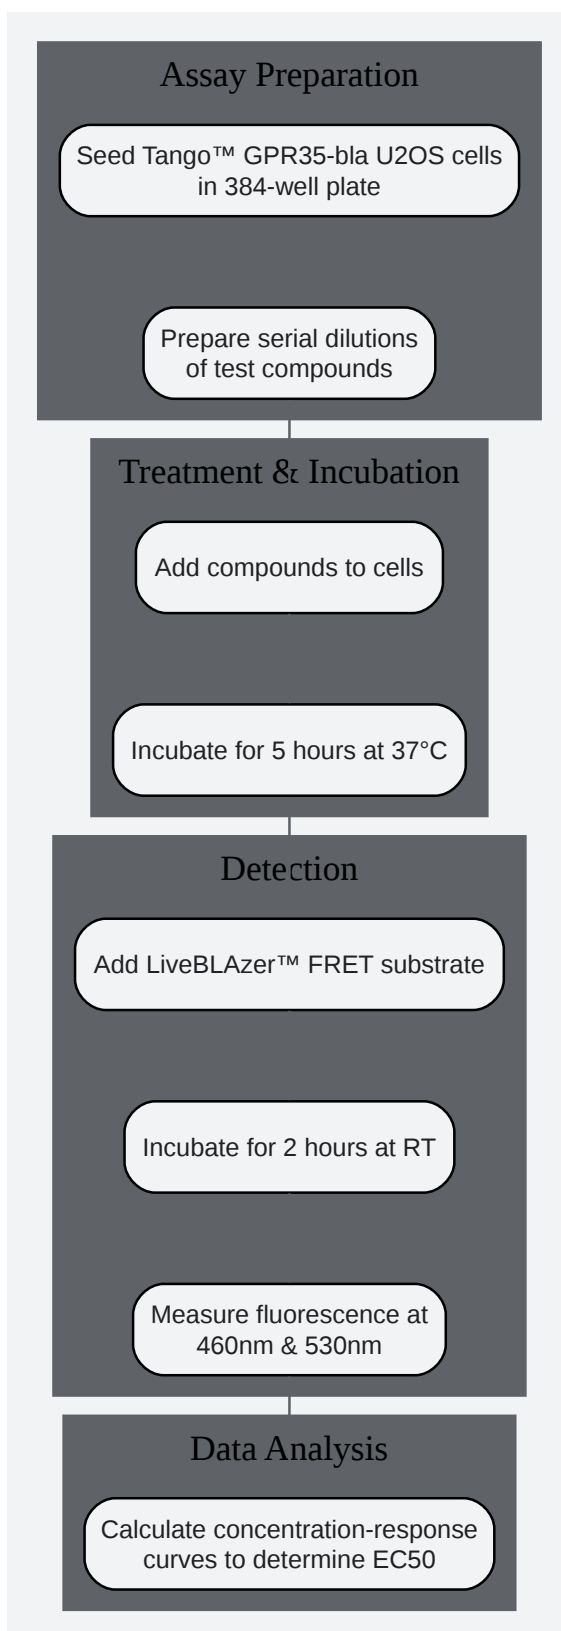 Assay Preparation
Seed Tango™ GPR35-bla U2OS cells
in 384-well plate
Prepare serial dilutions
of test compounds
Treatment & Incubation
Add compounds to cells
Incubate for 5 hours at 37°C
Detection
Add LiveBLAzer™ FRET substrate
Incubate for 2 hours at RT
Measure fluorescence at
460nm & 530nm
Data Analysis
Calculate concentration-response
curves to determine EC50